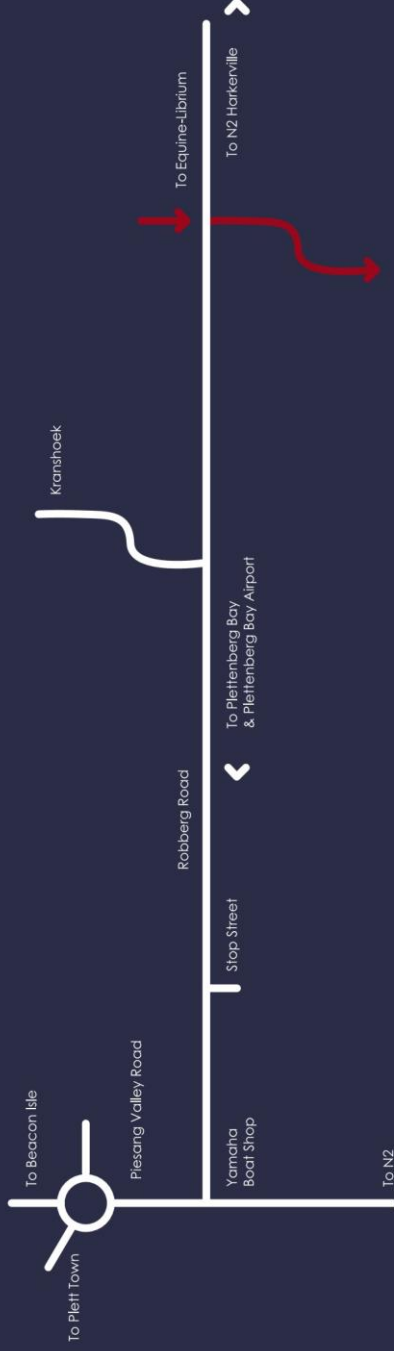 To Beacon Isle
To Plett Town
Piesang Valley Road
Yamaha
Boat Shop
To N2
Stop Street
Robberg Road
To Plettenberg Bay
& Plettenberg Bay Airport
Kranshoek
To Equine-Librium
To N2 Harkerville